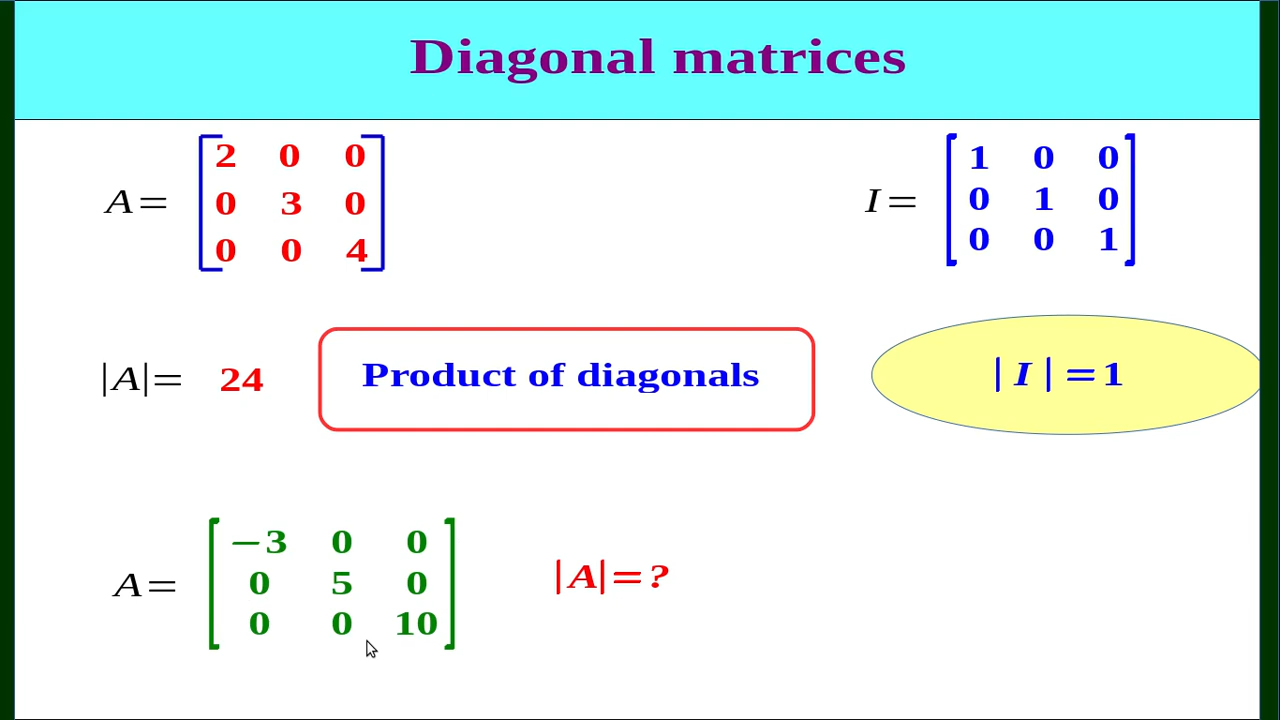 Diagonal matrices
A= [2 0 0
0 3 0
0 0 4]
I= [1 0 0
0 1 0
0 0 1]
|A|= 24
Product of diagonals
|I|=1
A= [−3 0 0
0 5 0
0 0 10]
|A|=?